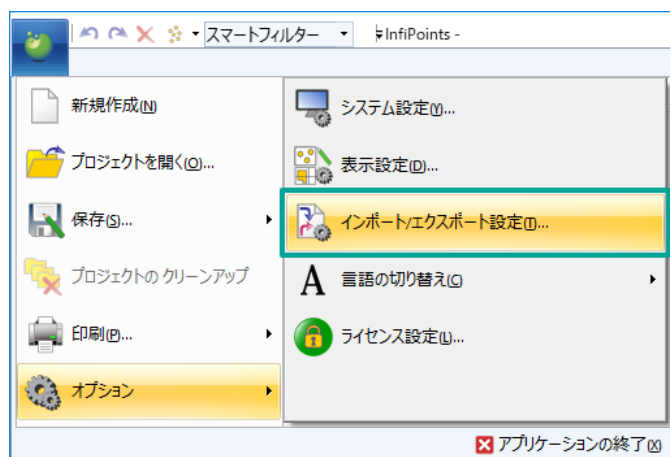 スマートフィルター
InfiPoints -
新規作成(N)
プロジェクトを開く(O)...
保存(S)...
プロジェクトの クリーンアップ
印刷(P)...
オプション
システム設定(Y)...
表示設定(D)...
インポート/エクスポート設定(I)...
A 言語の切り替え(C)
ライセンス設定(L)...
アプリケーションの終了(X)